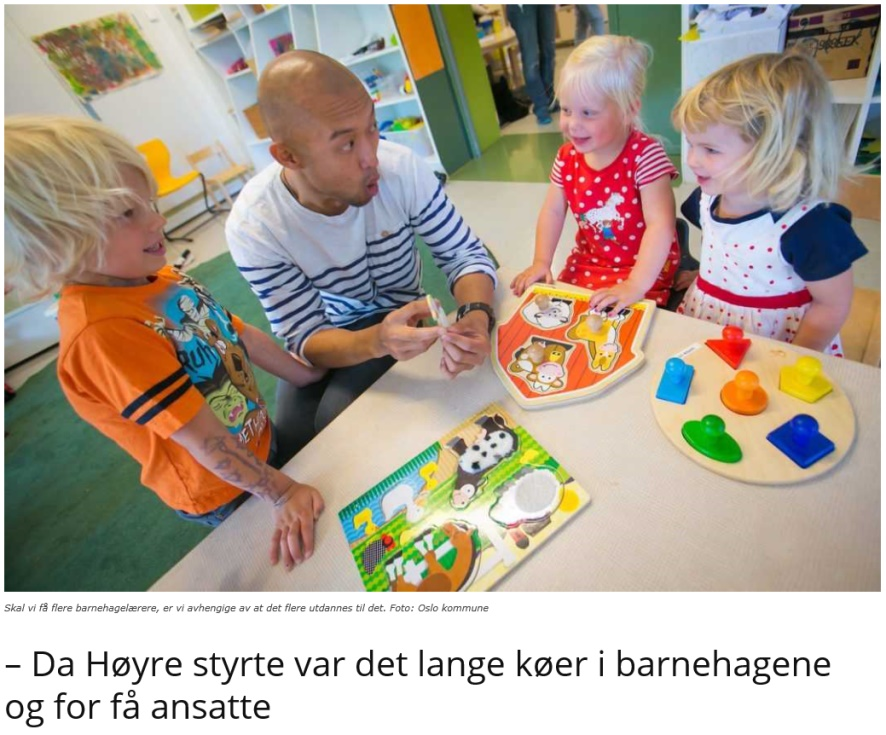 Skal vi få flere barnehagelærere, er vi avhengige av at det flere utdannes til det. Foto: Oslo kommune
– Da Høyre styrte var det lange køer i barnehagene
og for få ansatte